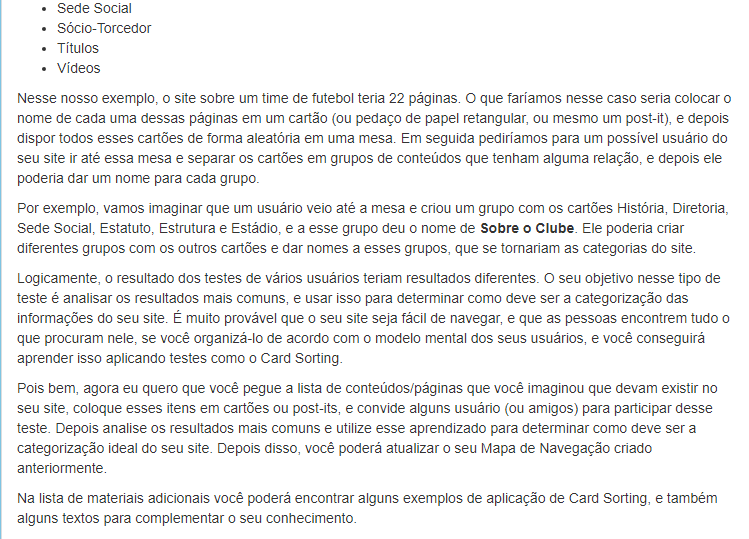 Sede Social
Sócio-Torcedor
Títulos
Vídeos
Nesse nosso exemplo, o site sobre um time de futebol teria 22 páginas. O que faríamos nesse caso seria colocar o
nome de cada uma dessas páginas em um cartão (ou pedaço de papel retangular, ou mesmo um post-it), e depois
dispor todos esses cartões de forma aleatória em uma mesa. Em seguida pediríamos para um possível usuário do
seu site ir até essa mesa e separar os cartões em grupos de conteúdos que tenham alguma relação, e depois ele
poderia dar um nome para cada grupo.
Por exemplo, vamos imaginar que um usuário veio até a mesa e criou um grupo com os cartões História, Diretoria,
Sede Social, Estatuto, Estrutura e Estádio, e a esse grupo deu o nome de Sobre o Clube. Ele poderia criar
diferentes grupos com os outros cartões e dar nomes a esses grupos, que se tornariam as categorias do site.
Logicamente, o resultado dos testes de vários usuários teriam resultados diferentes. O seu objetivo nesse tipo de
teste é analisar os resultados mais comuns, e usar isso para determinar como deve ser a categorização das
informações do seu site. É muito provável que o seu site seja fácil de navegar, e que as pessoas encontrem tudo o
que procuram nele, se você organizá-lo de acordo com o modelo mental dos seus usuários, e você conseguirá
aprender isso aplicando testes como o Card Sorting.
Pois bem, agora eu quero que você pegue a lista de conteúdos/páginas que você imaginou que devam existir no
seu site, coloque esses itens em cartões ou post-its, e convide alguns usuário (ou amigos) para participar desse
teste. Depois analise os resultados mais comuns e utilize esse aprendizado para determinar como deve ser a
categorização ideal do seu site. Depois disso, você poderá atualizar o seu Mapa de Navegação criado
anteriormente.
Na lista de materiais adicionais você poderá encontrar alguns exemplos de aplicação de Card Sorting, e também
alguns textos para complementar o seu conhecimento.